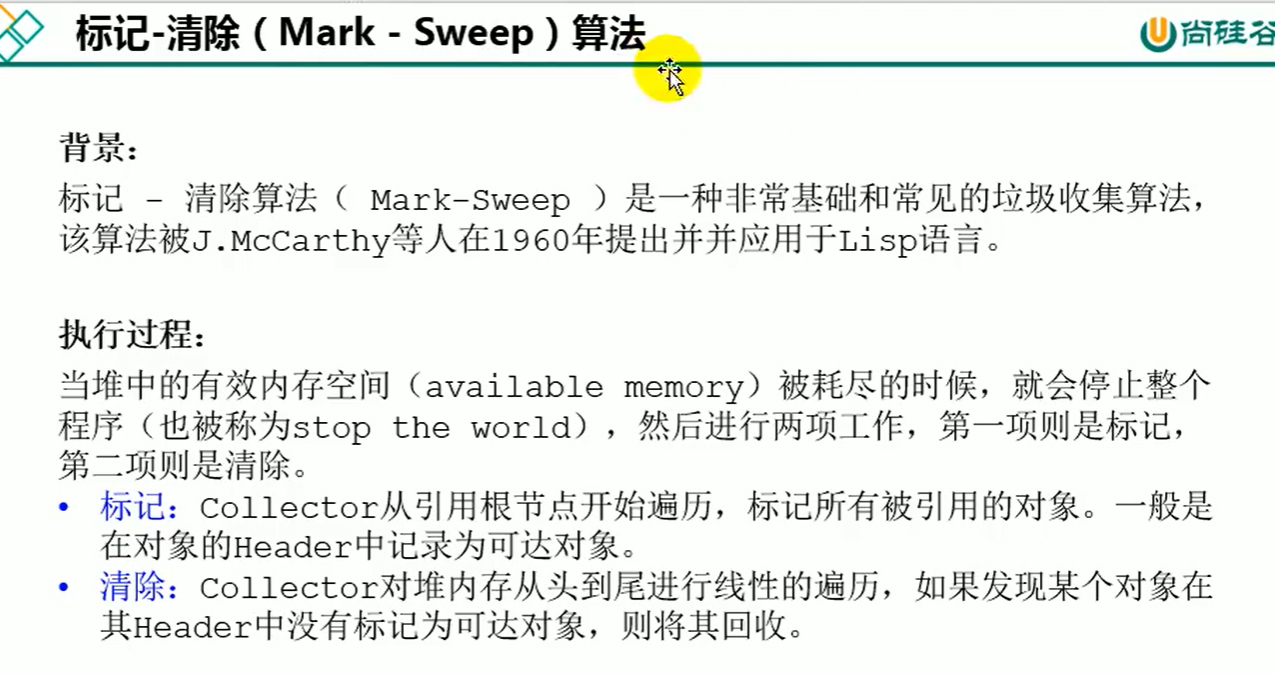 标记-清除（Mark - Sweep）算法
尚硅谷
背景：
标记 - 清除算法（ Mark-Sweep ）是一种非常基础和常见的垃圾收集算法，
该算法被J.McCarthy等人在1960年提出并并应用于Lisp语言。
执行过程：
当堆中的有效内存空间（available memory）被耗尽的时候，就会停止整个
程序（也被称为stop the world），然后进行两项工作，第一项则是标记，
第二项则是清除。
• 标记：Collector从引用根节点开始遍历，标记所有被引用的对象。一般是
在对象的Header中记录为可达对象。
• 清除：Collector对堆内存从头到尾进行线性的遍历，如果发现某个对象在
其Header中没有标记为可达对象，则将其回收。